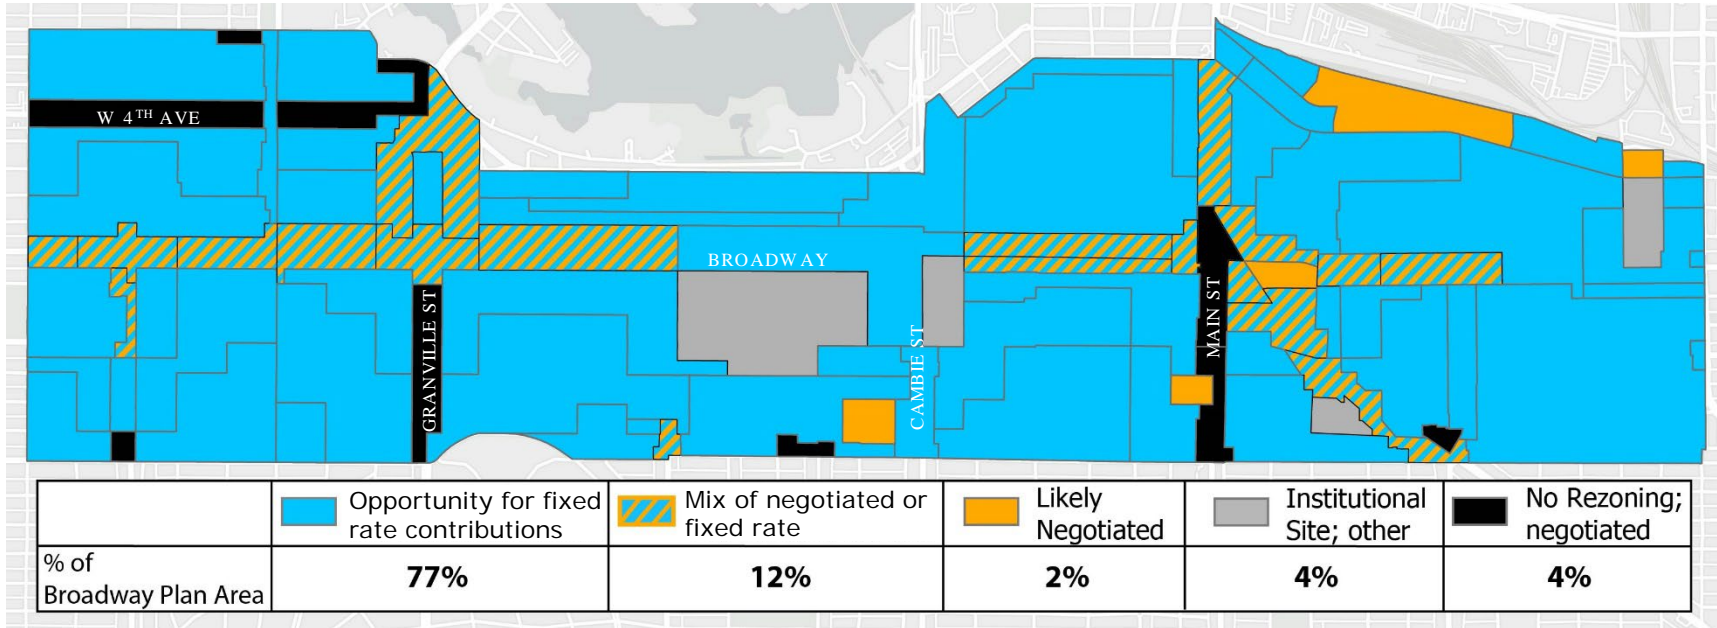 W 4TH AVE
BROADWAY
GRANVILLE ST
CAMBIE ST
MAIN ST
Opportunity for fixed
rate contributions
Mix of negotiated or
fixed rate
Likely
Negotiated
Institutional
Site; other
No Rezoning;
negotiated
% of
Broadway Plan Area
77%
12%
2%
4%
4%